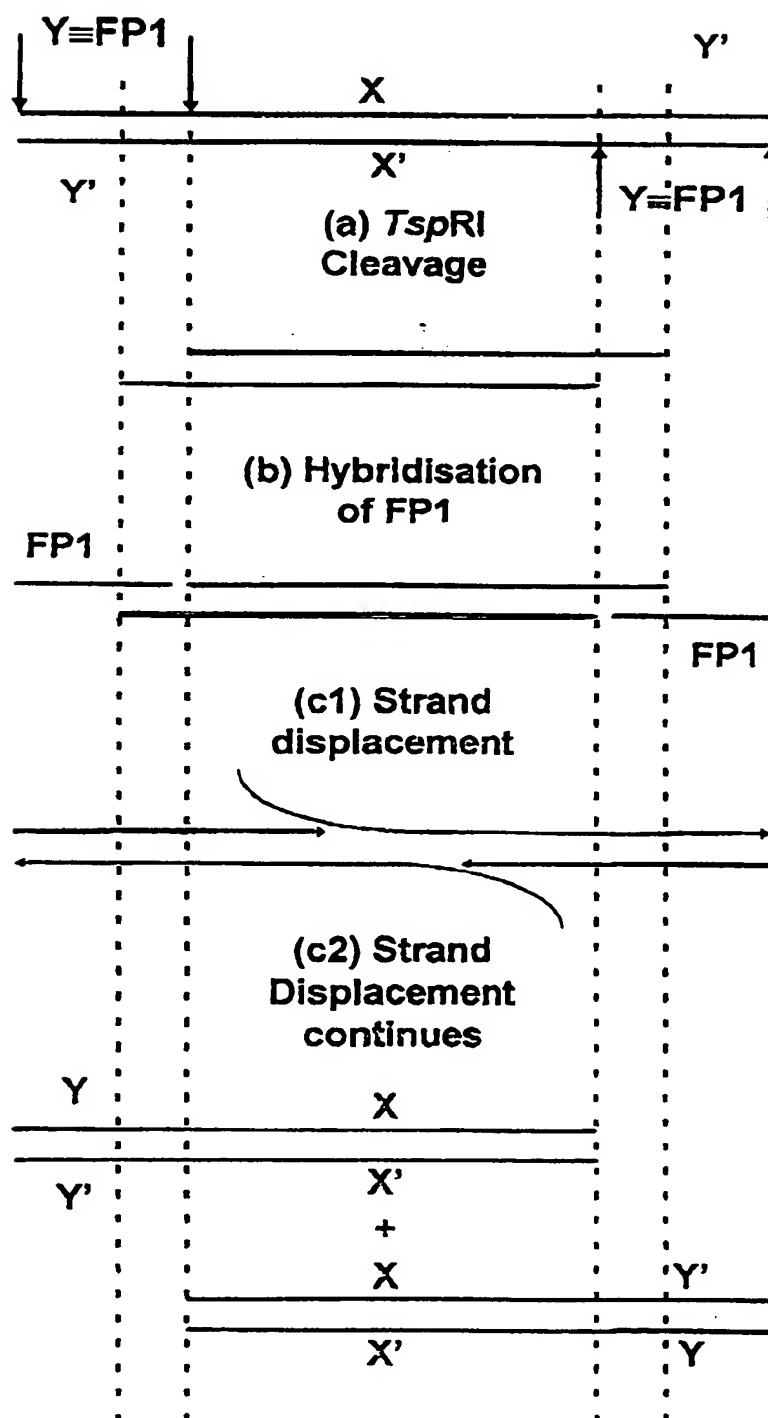 Y≡FP1
Y’
X
X’
Y’
Y≡FP1
(a) TspRI
Cleavage
(b) Hybridisation
of FP1
FP1
FP1
(c1) Strand
displacement
(c2) Strand
Displacement
continues
Y
X
Y’
X’
+
X
Y’
X’
Y